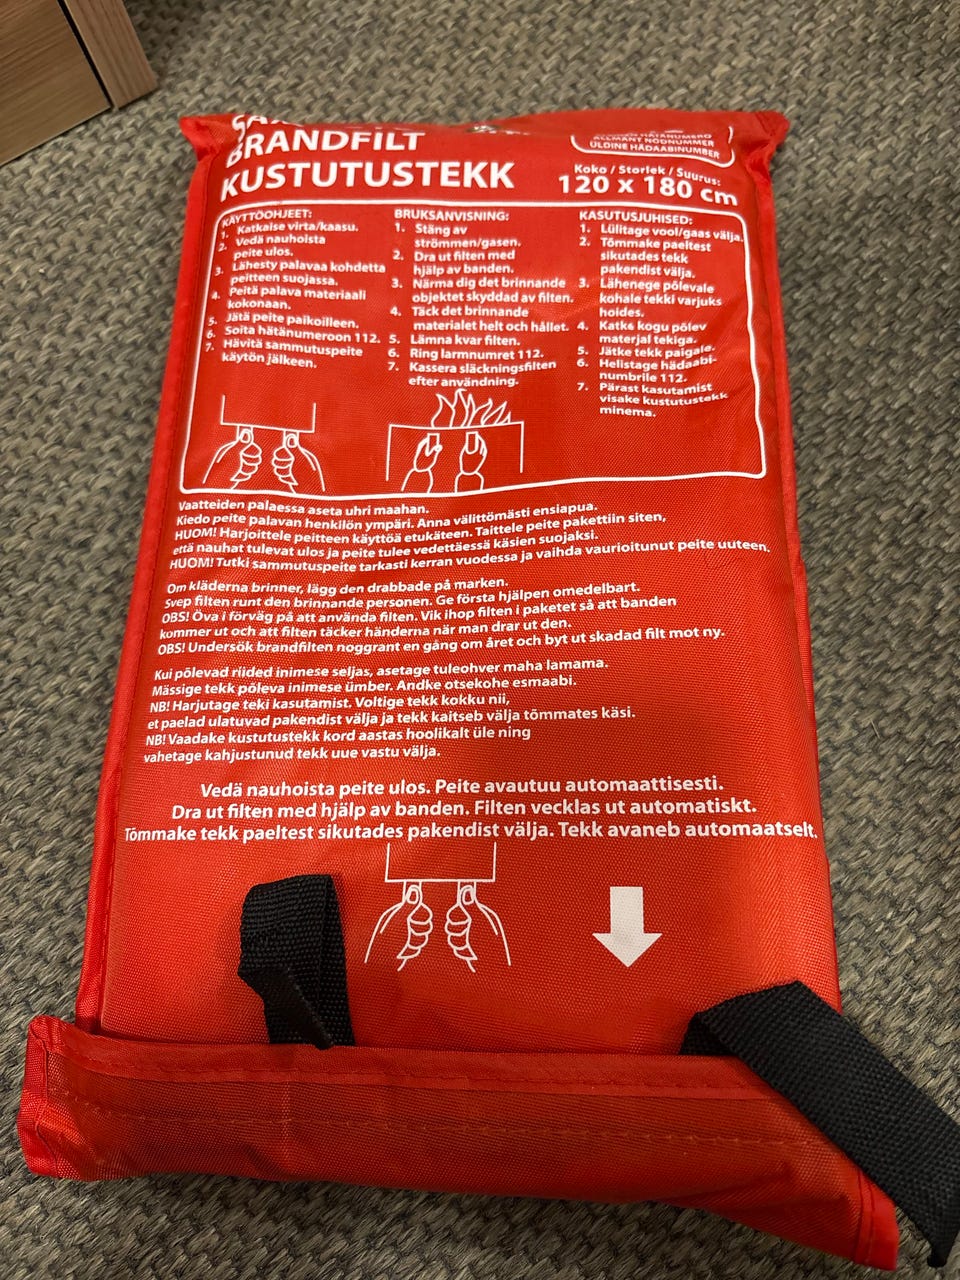 BRANDFILT
KUSTUTUSTEKK
ALLMÄNT NÖDNUMMER
ÜLDINE HÄDAABINUMBER
Koko / Storlek / Suurus:
120 x 180 cm
KÄYTTÖOHJEET:
1. Katkaise virta/kaasu.
2. Vedä nauhoista
peite ulos.
3. Lähesty palavaa kohdetta
peitteen suojassa.
4. Peitä palava materiaali
kokonaan.
5. Jätä peite paikoilleen.
6. Soita hätänumeroon 112.
7. Hävitä sammutuspeite
käytön jälkeen.
BRUKSANVISNING:
1. Stäng av
strömmen/gasen.
2. Dra ut filten med
hjälp av banden.
3. Närma dig det brinnande
objektet skyddad av filten.
4. Täck det brinnande
materialet helt och hållet.
5. Lämna kvar filten.
6. Ring larmnumret 112.
7. Kassera släckningsfilten
efter användning.
KASUTUSJUHISED:
1. Lülitage vool/gaas välja.
2. Tõmmake paeltest
sikutades tekk
pakendist välja.
3. Lähenege põlevale
kohale tekki varjuks
hoides.
4. Katke kogu põlev
materjal tekiga.
5. Jätke tekk paigale.
6. Helistage hädaabi-
numbrile 112.
7. Pärast kasutamist
visake kustutustekk
minema.
Vaatteiden palaessa aseta uhri maahan.
Kiedo peite palavan henkilön ympäri. Anna välittömästi ensiapua.
HUOM! Harjoittele peitteen käyttöä etukäteen. Taittele peite pakettiin siten,
että nauhat tulevat ulos ja peite tulee vedettäessä käsien suojaksi.
HUOM! Tutki sammutuspeite tarkasti kerran vuodessa ja vaihda vaurioitunut peite uuteen.
Om kläderna brinner, lägg den drabbade på marken.
Svep filten runt den brinnande personen. Ge första hjälpen omedelbart.
OBS! Öva i förväg på att använda filten. Vik ihop filten i paketet så att banden
kommer ut och att filten täcker händerna när man drar ut den.
OBS! Undersök brandfilten noggrant en gång om året och byt ut skadad filt mot ny.
Kui põlevad riided inimese seljas, asetage tuleohver maha lamama.
Mässige tekk põleva inimese ümber. Andke otsekohe esmaabi.
NB! Harjutage teki kasutamist. Voltige tekk kokku nii,
et paelad ulatuvad pakendist välja ja tekk kaitseb välja tõmmates käsi.
NB! Vaadake kustutustekk kord aastas hoolikalt üle ning
vahetage kahjustunud tekk uue vastu välja.
Vedä nauhoista peite ulos. Peite avautuu automaattisesti.
Dra ut filten med hjälp av banden. Filten vecklas ut automatiskt.
Tõmmake tekk paeltest sikutades pakendist välja. Tekk avaneb automaatselt.